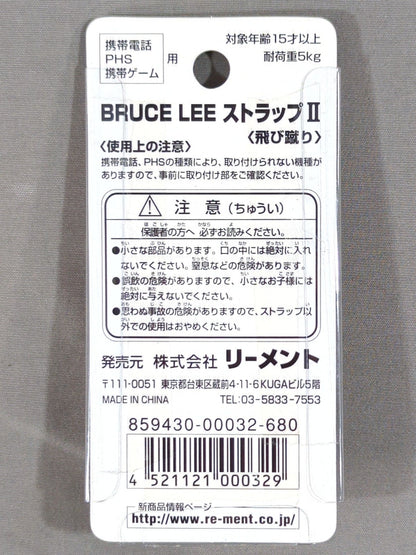 携帯電話
PHS
携帯ゲーム
用
対象年齢15才以上
耐荷重5kg
BRUCE LEE ストラップⅡ
〈飛び蹴り〉
〈使用上の注意〉
携帯電話、PHSの種類により、取り付けられない機種が
ありますので、事前に取り付け部をご確認ください。
注意（ちゅうい）
保護者の方へ 必ずお読みください。
●小さな部品があります。口の中には絶対に入れ
ないでください。窒息などの危険があります。
●誤飲の危険がありますので、小さなお子様には
絶対に与えないでください。
●思わぬ事故の危険がありますので、ストラップ以
外での使用はおやめください。
発売元 株式会社 リーメント
〒111-0051 東京都台東区蔵前4-11-6KUGAビル5階
MADE IN CHINA TEL:03-5833-7553
859430-00032-680
4 521121 000329
新商品情報ページ
http://www.re-ment.co.jp/